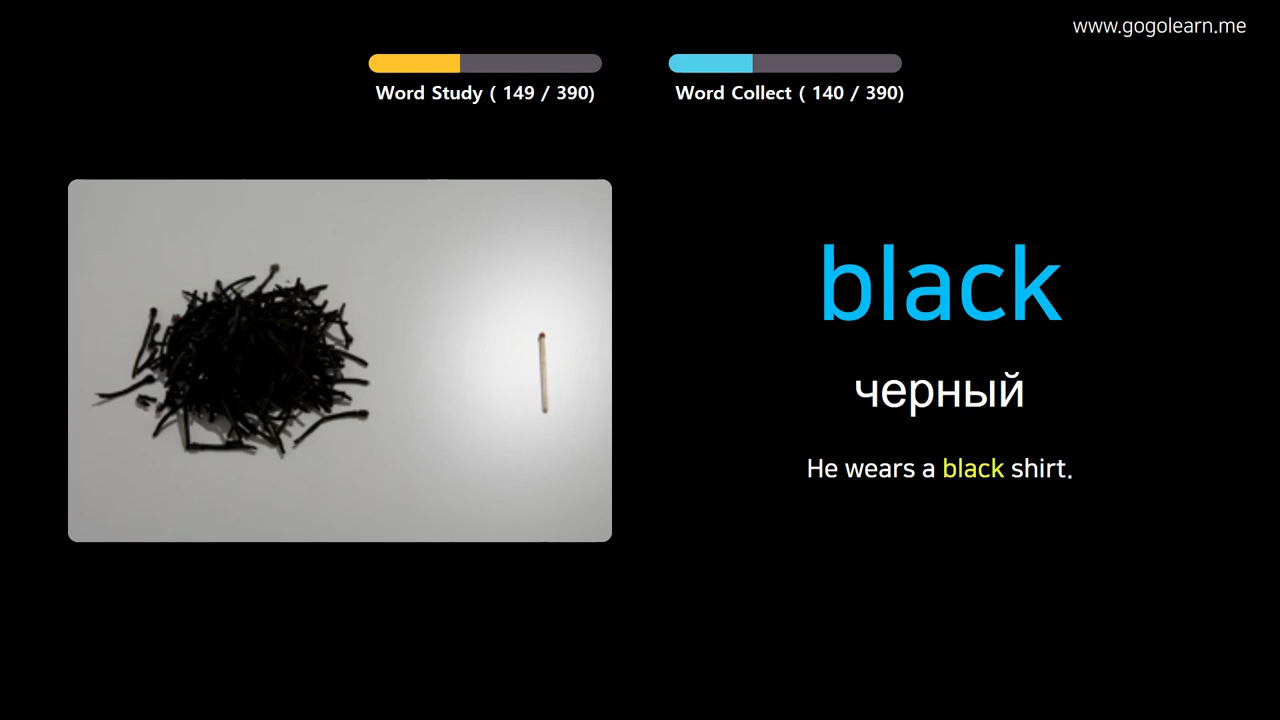 www.gogolearn.me
Word Study ( 149 / 390)
Word Collect ( 140 / 390)
black
черный
He wears a black shirt.